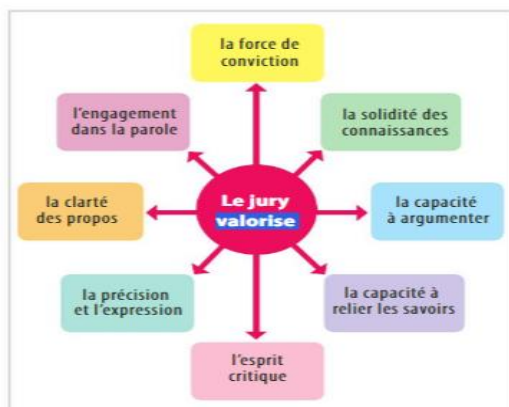 la force de
conviction
l'engagement
dans la parole
la solidité des
connaissances
Le jury
valorise
la clarté
des propos
la capacité
à argumenter
la précision
et l'expression
la capacité à
relier les savoirs
l'esprit
critique